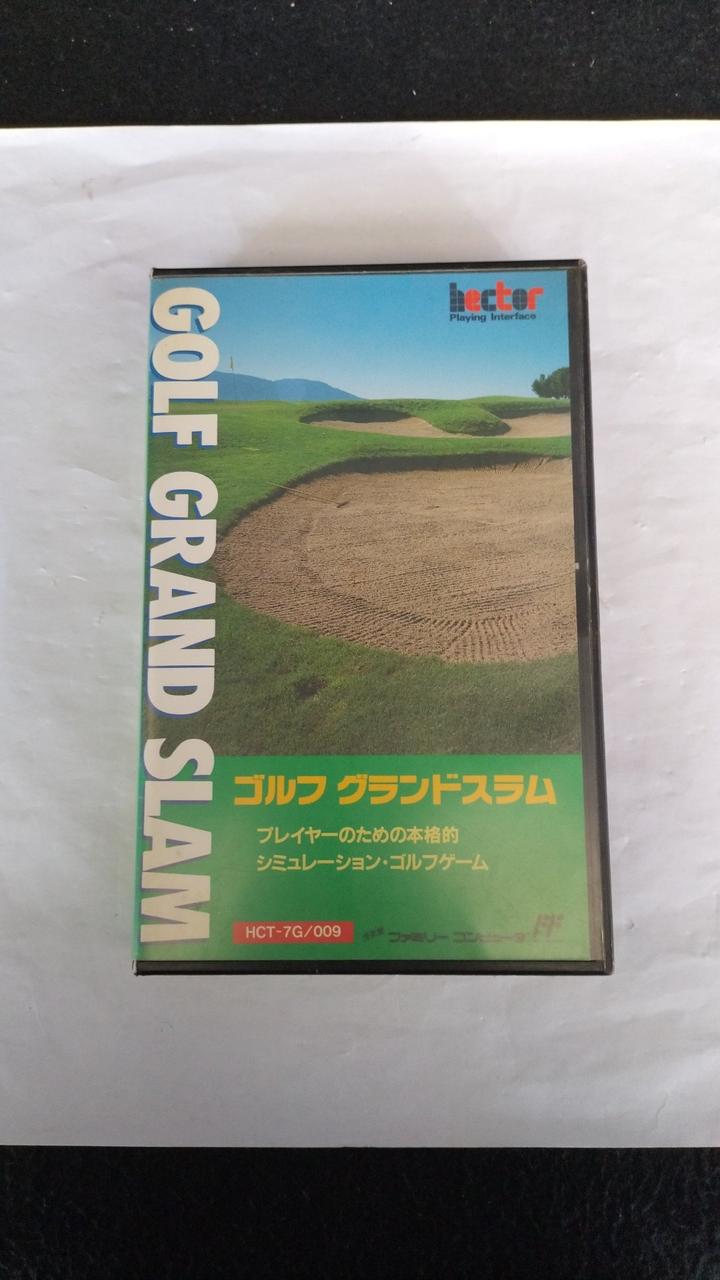 GOLF GRAND SLAM
hector
Playing Interface
ゴルフ グランドスラム
プレイヤーのための本格的
シミュレーション・ゴルフゲーム
HCT-7G/009
ファミリー コンピュータ